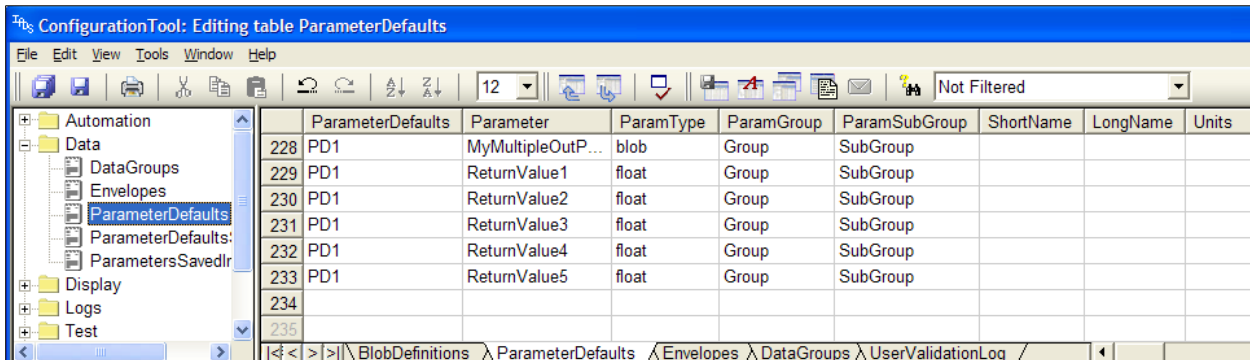 IADS ConfigurationTool: Editing table ParameterDefaults
File Edit View Tools Window Help
12 Not Filtered
Automation
Data
DataGroups
Envelopes
ParameterDefaults
ParameterDefaults
ParametersSavedIn
Display
Logs
Test
ParameterDefaults Parameter ParamType ParamGroup ParamSubGroup ShortName LongName Units
228 PD1 MyMultipleOutP... blob Group SubGroup
229 PD1 ReturnValue1 float Group SubGroup
230 PD1 ReturnValue2 float Group SubGroup
231 PD1 ReturnValue3 float Group SubGroup
232 PD1 ReturnValue4 float Group SubGroup
233 PD1 ReturnValue5 float Group SubGroup
234
235
BlobDefinitions ParameterDefaults Envelopes DataGroups UserValidationLog